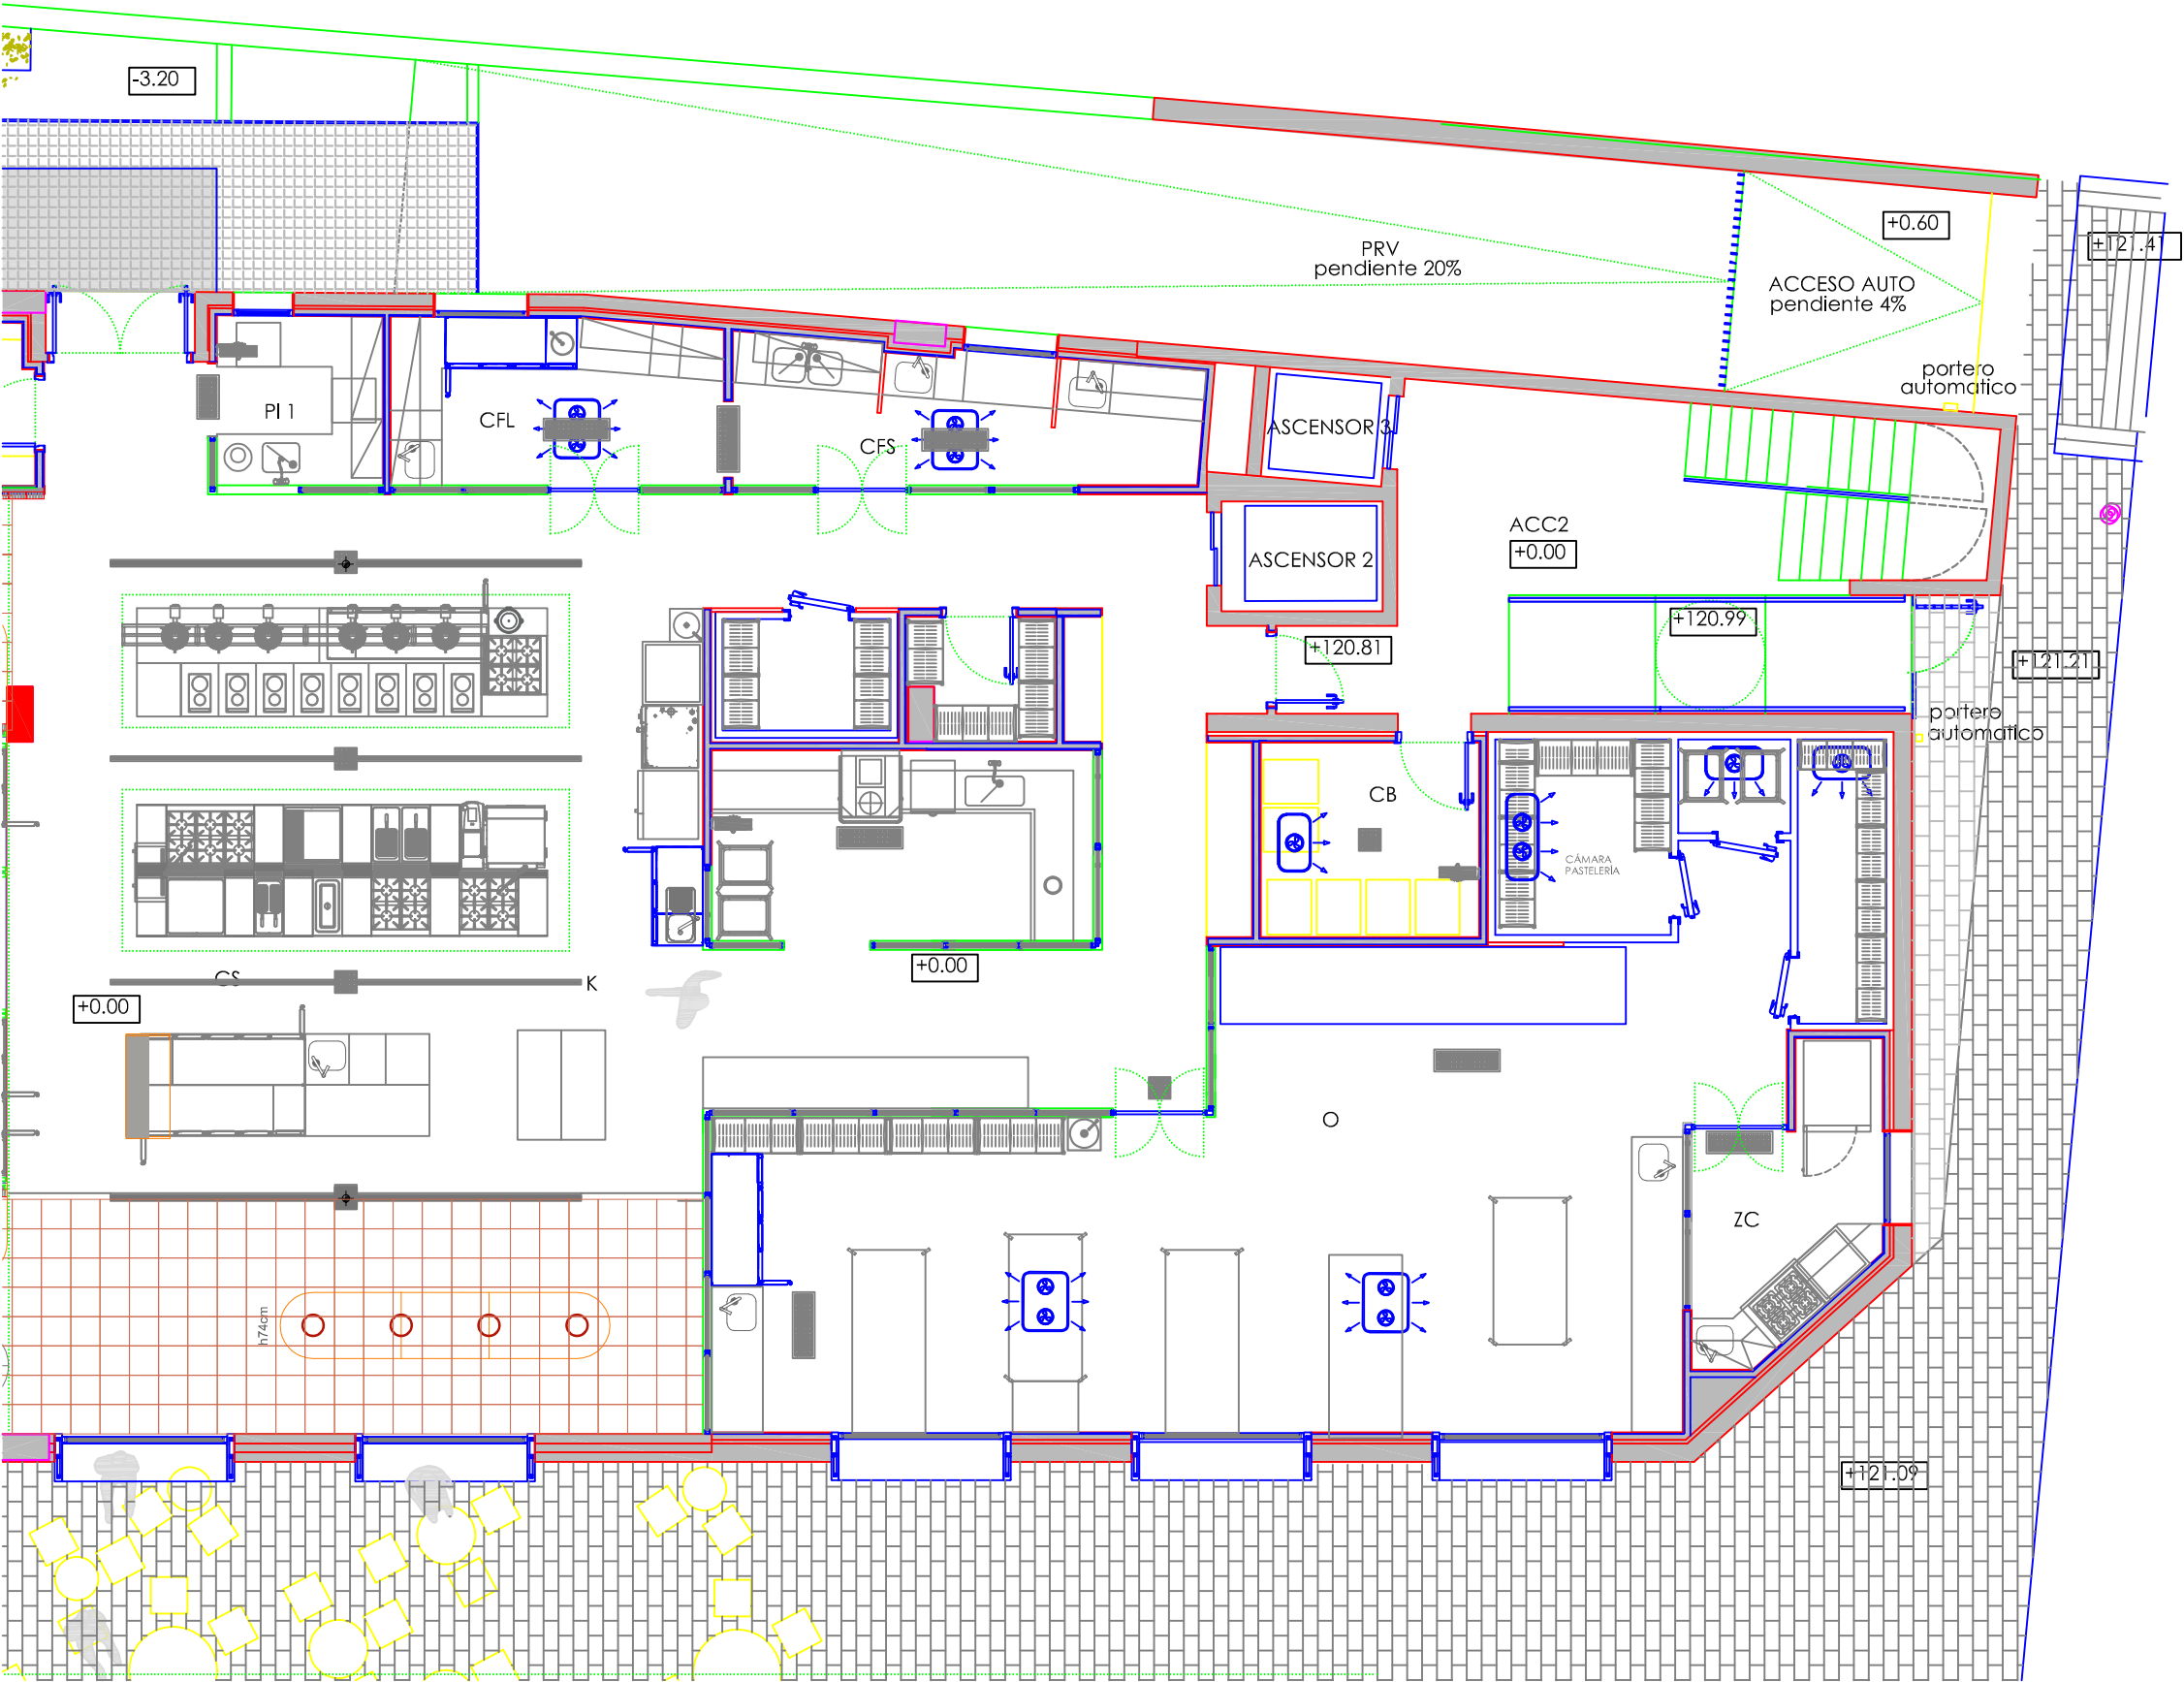 -3.20
+0.60
+121.41
PRV
pendiente 20%
ACCESO AUTO
pendiente 4%
portero
automatico
PI 1
CFL
CFS
ASCENSOR 3
ACC2
+0.00
ASCENSOR 2
+120.99
+120.81
+121.21
portero
automatico
CB
CÁMARA
PASTELERÍA
+0.00
CS
K
+0.00
O
ZC
h74cm
+121.09